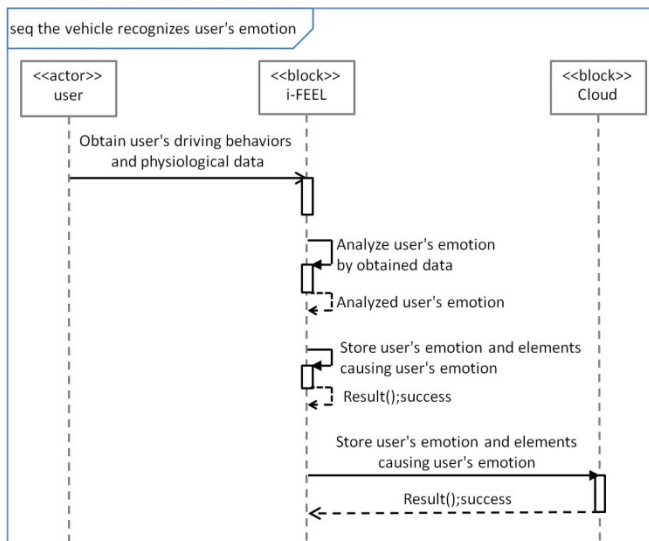 seq the vehicle recognizes user's emotion
<<actor>>
user
<<block>>
i-FEEL
<<block>>
Cloud
Obtain user's driving behaviors
and physiological data
Analyze user's emotion
by obtained data
Analyzed user's emotion
Store user's emotion and elements
causing user's emotion
Result();success
Store user's emotion and elements
causing user's emotion
Result();success